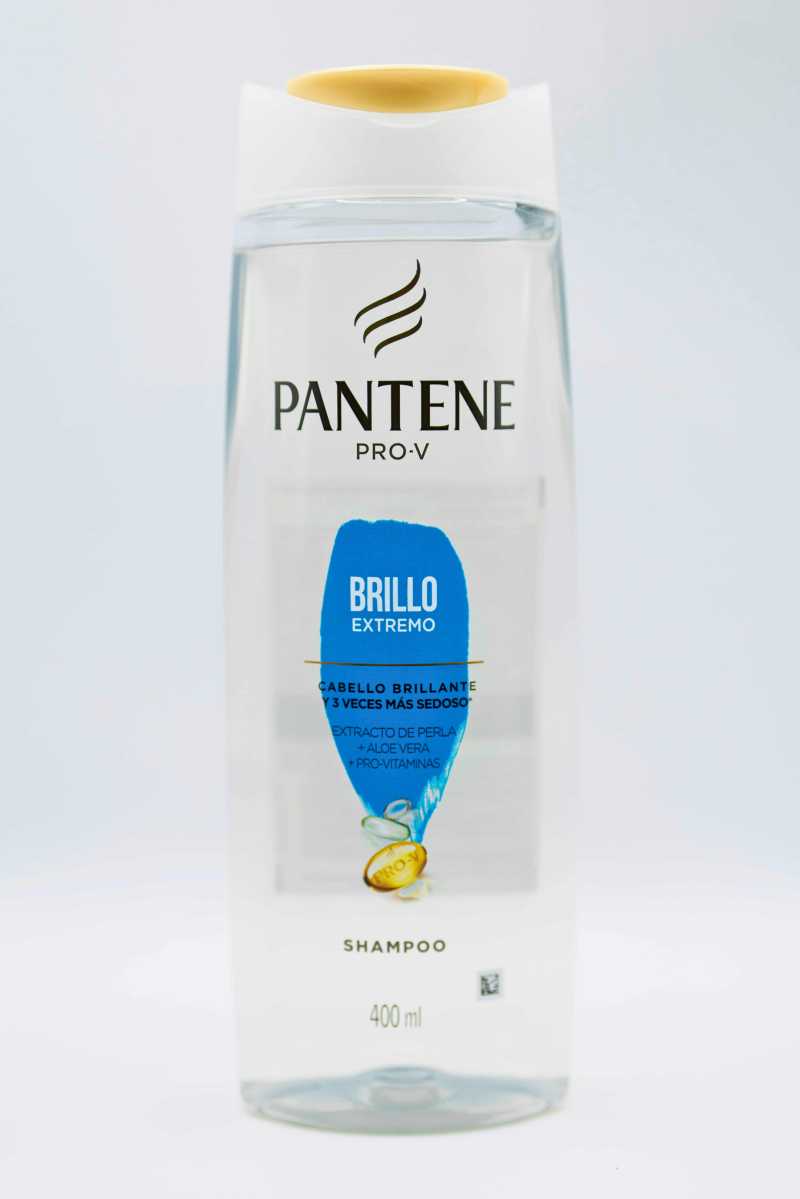 PANTENE
PRO-V
BRILLO
EXTREMO
CABELLO BRILLANTE
Y 3 VECES MÁS SEDOSO*
EXTRACTO DE PERLA
+ ALOE VERA
+ PRO-VITAMINAS
PRO-V
SHAMPOO
400 ml